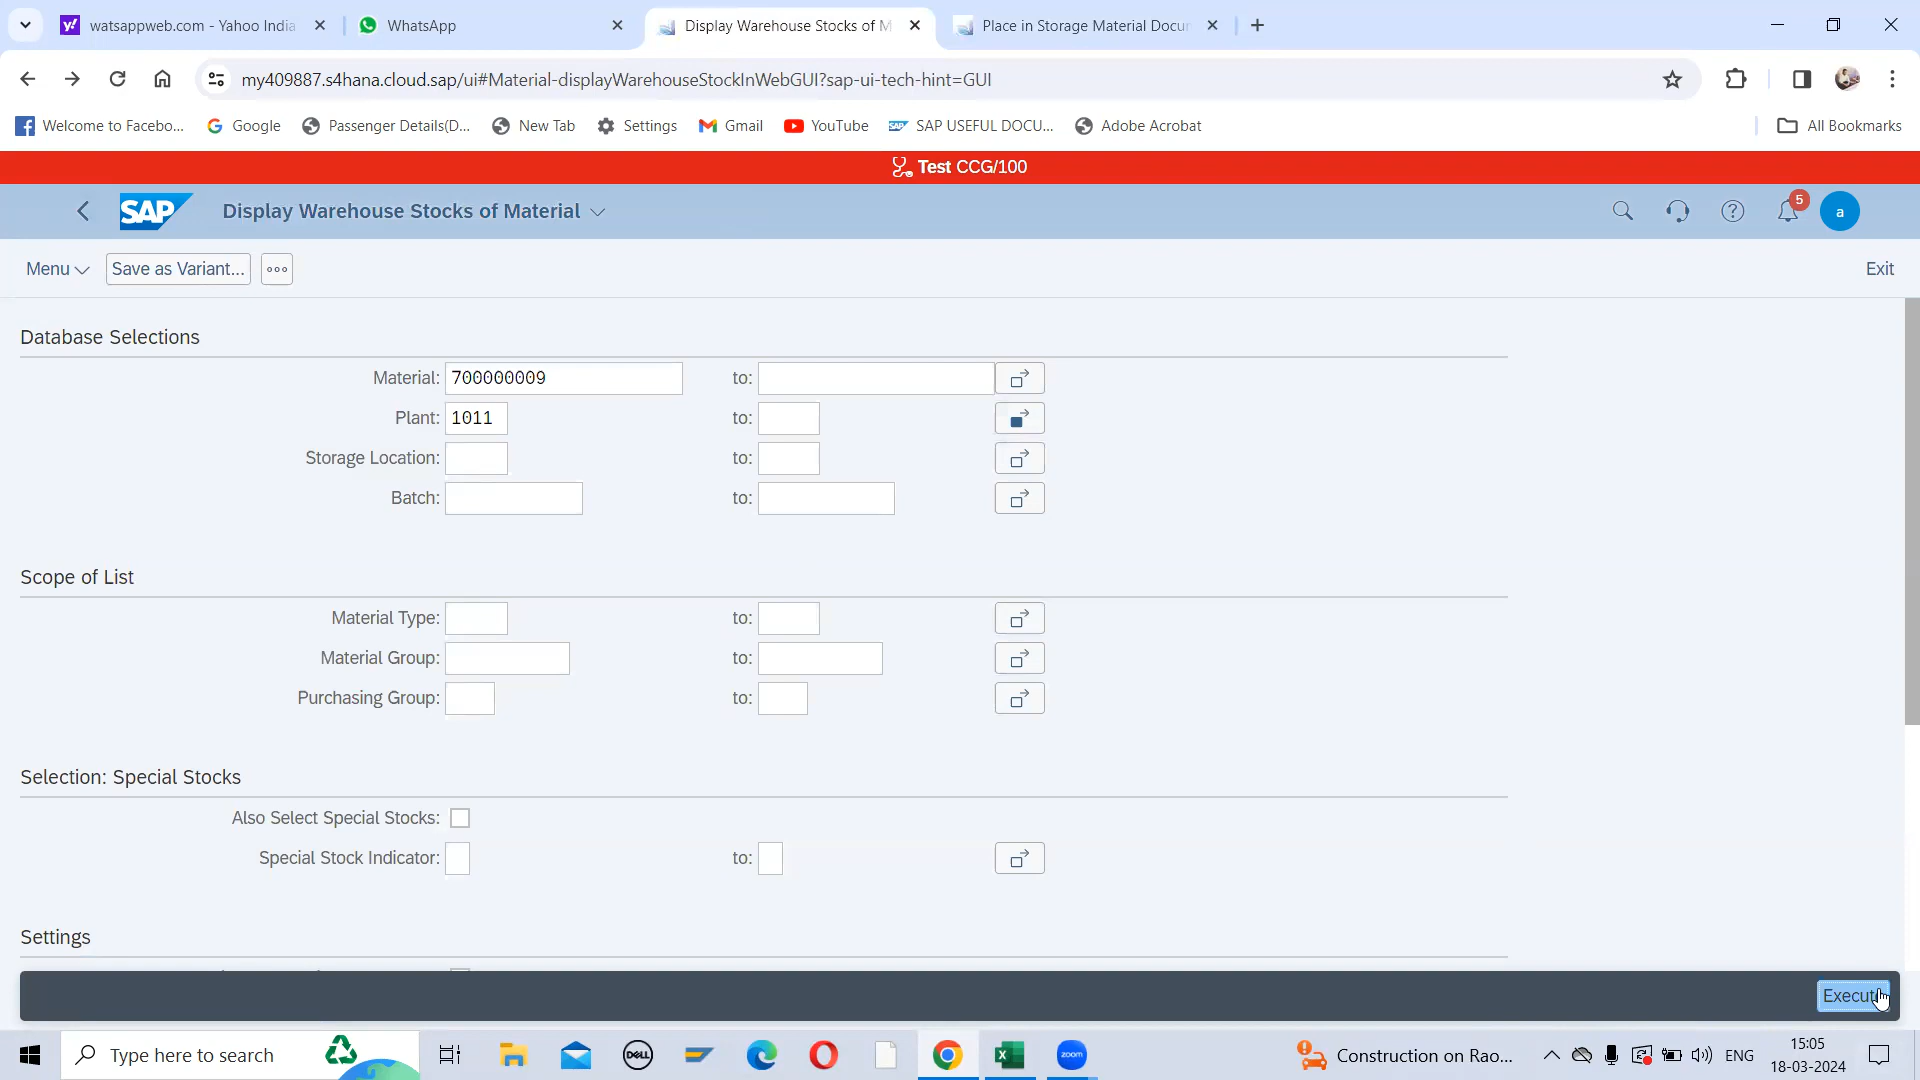 watsappweb.com - Yahoo India
WhatsApp
Display Warehouse Stocks of M
Place in Storage Material Docu
my409887.s4hana.cloud.sap/ui#Material-displayWarehouseStockInWebGUI?sap-ui-tech-hint=GUI
Welcome to Facebo...
Google
Passenger Details(D...
New Tab
Settings
Gmail
YouTube
SAP USEFUL DOCU...
Adobe Acrobat
All Bookmarks
Test CCG/100
SAP
Display Warehouse Stocks of Material
5
a
Menu
Save as Variant...
Exit
Database Selections
Material: 700000009 to:
Plant: 1011 to:
Storage Location: to:
Batch: to:
Scope of List
Material Type: to:
Material Group: to:
Purchasing Group: to:
Selection: Special Stocks
Also Select Special Stocks:
Special Stock Indicator: to:
Settings
Execut
Type here to search
DELL
zoom
Construction on Rao...
ENG
15:05
18-03-2024